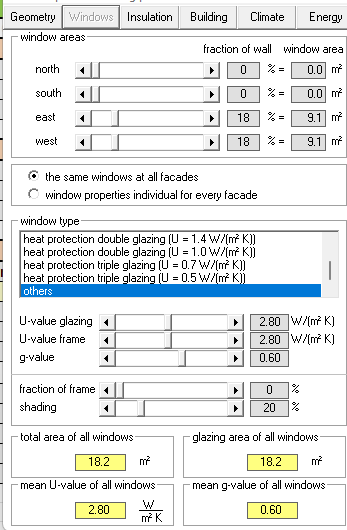 Geometry Windows Insulation Building Climate Energy
window areas
fraction of wall window area
north 0 % = 0.0 m²
south 0 % = 0.0 m²
east 18 % = 9.1 m²
west 18 % = 9.1 m²
the same windows at all facades
window properties individual for every facade
window type
heat protection double glazing (U = 1.4 W/(m² K))
heat protection double glazing (U = 1.0 W/(m² K))
heat protection triple glazing (U = 0.7 W/(m² K))
heat protection triple glazing (U = 0.5 W/(m² K))
others
U-value glazing 2.80 W/(m² K)
U-value frame 2.80 W/(m² K)
g-value 0.60
fraction of frame 0 %
shading 20 %
total area of all windows glazing area of all windows
18.2 m² 18.2 m²
mean U-value of all windows mean g-value of all windows
2.80 W/m² K 0.60